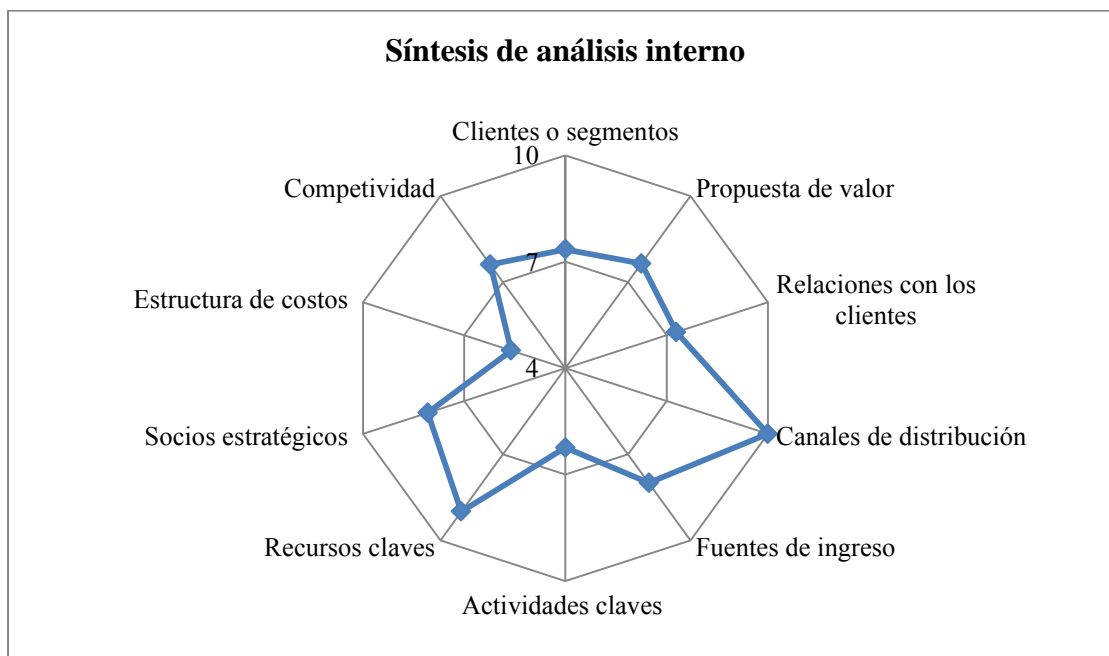 Síntesis de análisis interno
Clientes o segmentos
10
Competividad
Propuesta de valor
7
Relaciones con los
clientes
Estructura de costos
4
Socios estratégicos
Canales de distribución
Recursos claves
Fuentes de ingreso
Actividades claves